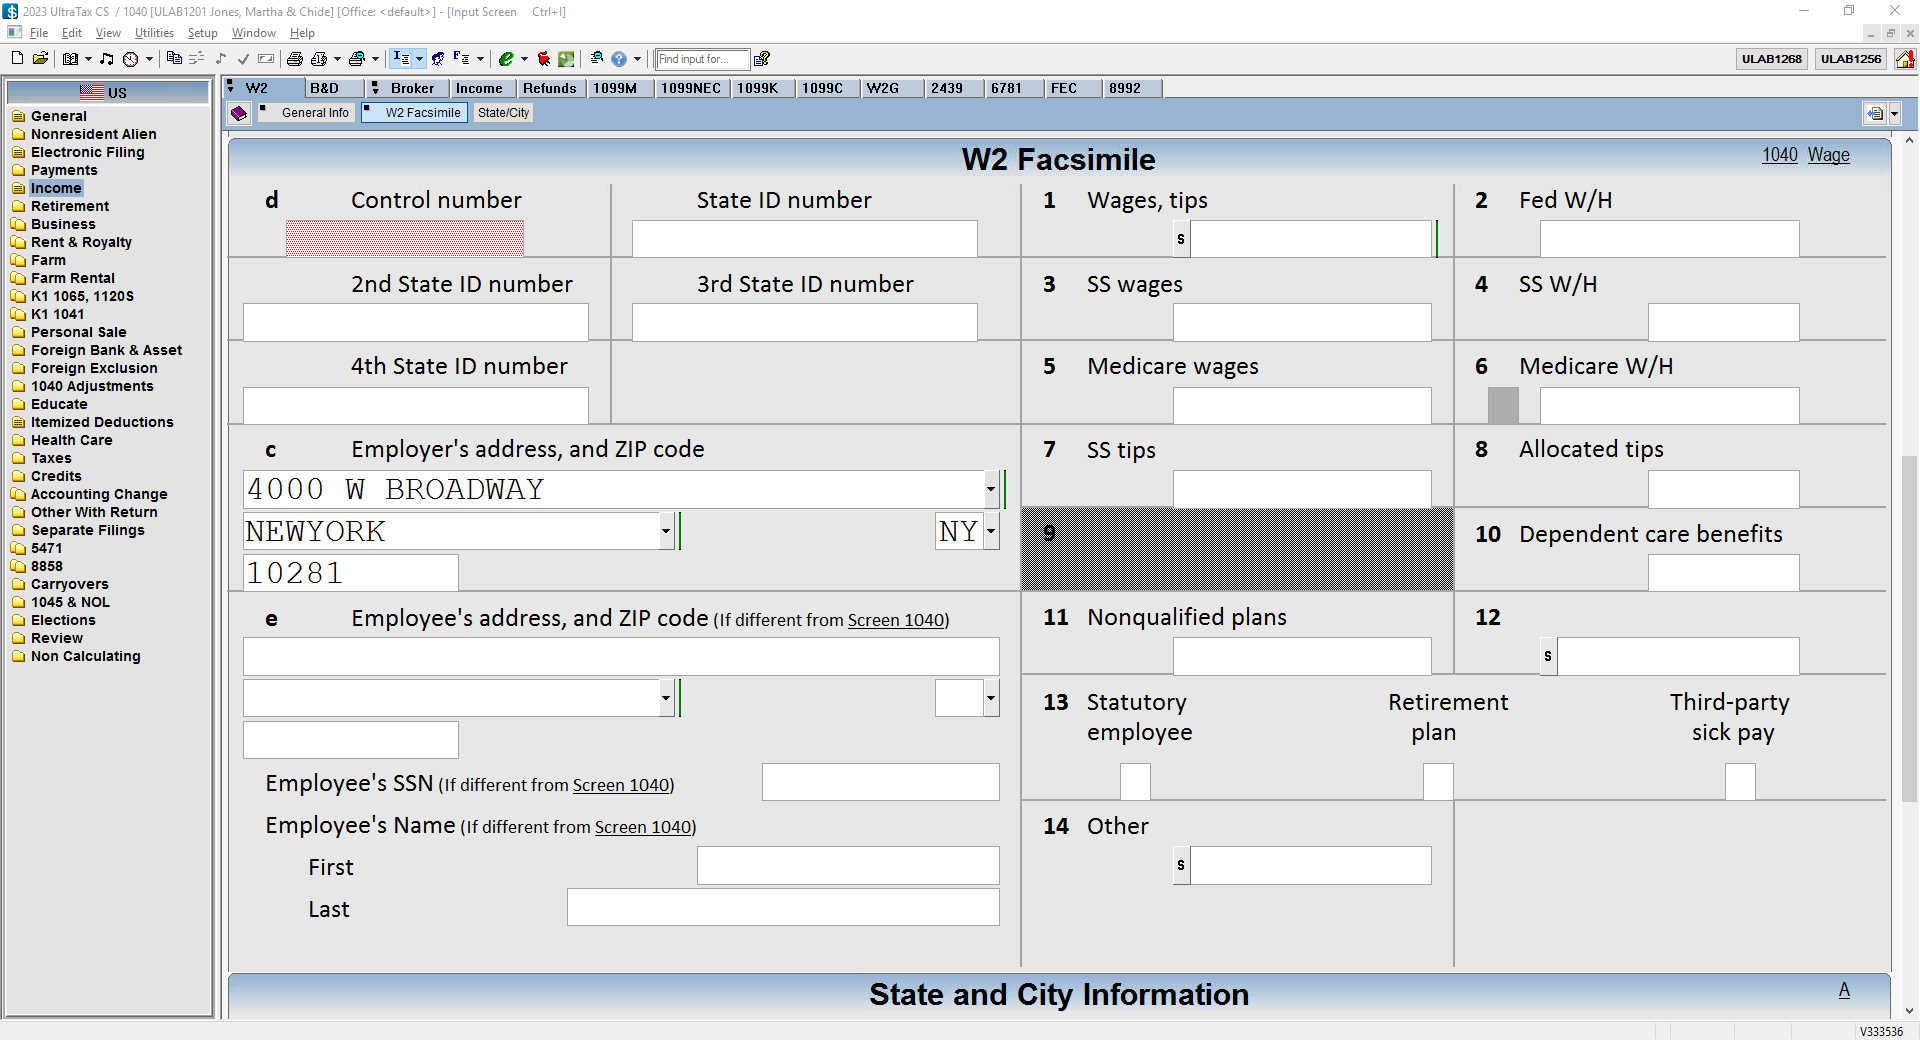 2023 UltraTax CS / 1040 [ULAB1201 Jones, Martha & Chide] [Office: <default>] - [Input Screen Ctrl+I]
File Edit View Utilities Setup Window Help
Find input for...
ULAB1268 ULAB1256
US
General
Nonresident Alien
Electronic Filing
Payments
Income
Retirement
Business
Rent & Royalty
Farm
Farm Rental
K1 1065, 1120S
K1 1041
Personal Sale
Foreign Bank & Asset
Foreign Exclusion
1040 Adjustments
Educate
Itemized Deductions
Health Care
Taxes
Credits
Accounting Change
Other With Return
Separate Filings
5471
8858
Carryovers
1045 & NOL
Elections
Review
Non Calculating
W2 B&D Broker Income Refunds 1099M 1099NEC 1099K 1099C W2G 2439 6781 FEC 8992
General Info W2 Facsimile State/City
W2 Facsimile
1040 Wage
d Control number State ID number
2nd State ID number 3rd State ID number
4th State ID number
c Employer's address, and ZIP code
4000 W BROADWAY
NEWYORK NY
10281
e Employee's address, and ZIP code (If different from Screen 1040)
Employee's SSN (If different from Screen 1040)
Employee's Name (If different from Screen 1040)
First
Last
1 Wages, tips 2 Fed W/H
S
3 SS wages 4 SS W/H
5 Medicare wages 6 Medicare W/H
7 SS tips 8 Allocated tips
9 10 Dependent care benefits
11 Nonqualified plans 12
S
13 Statutory employee Retirement plan Third-party sick pay
14 Other
S
State and City Information
A
V333536